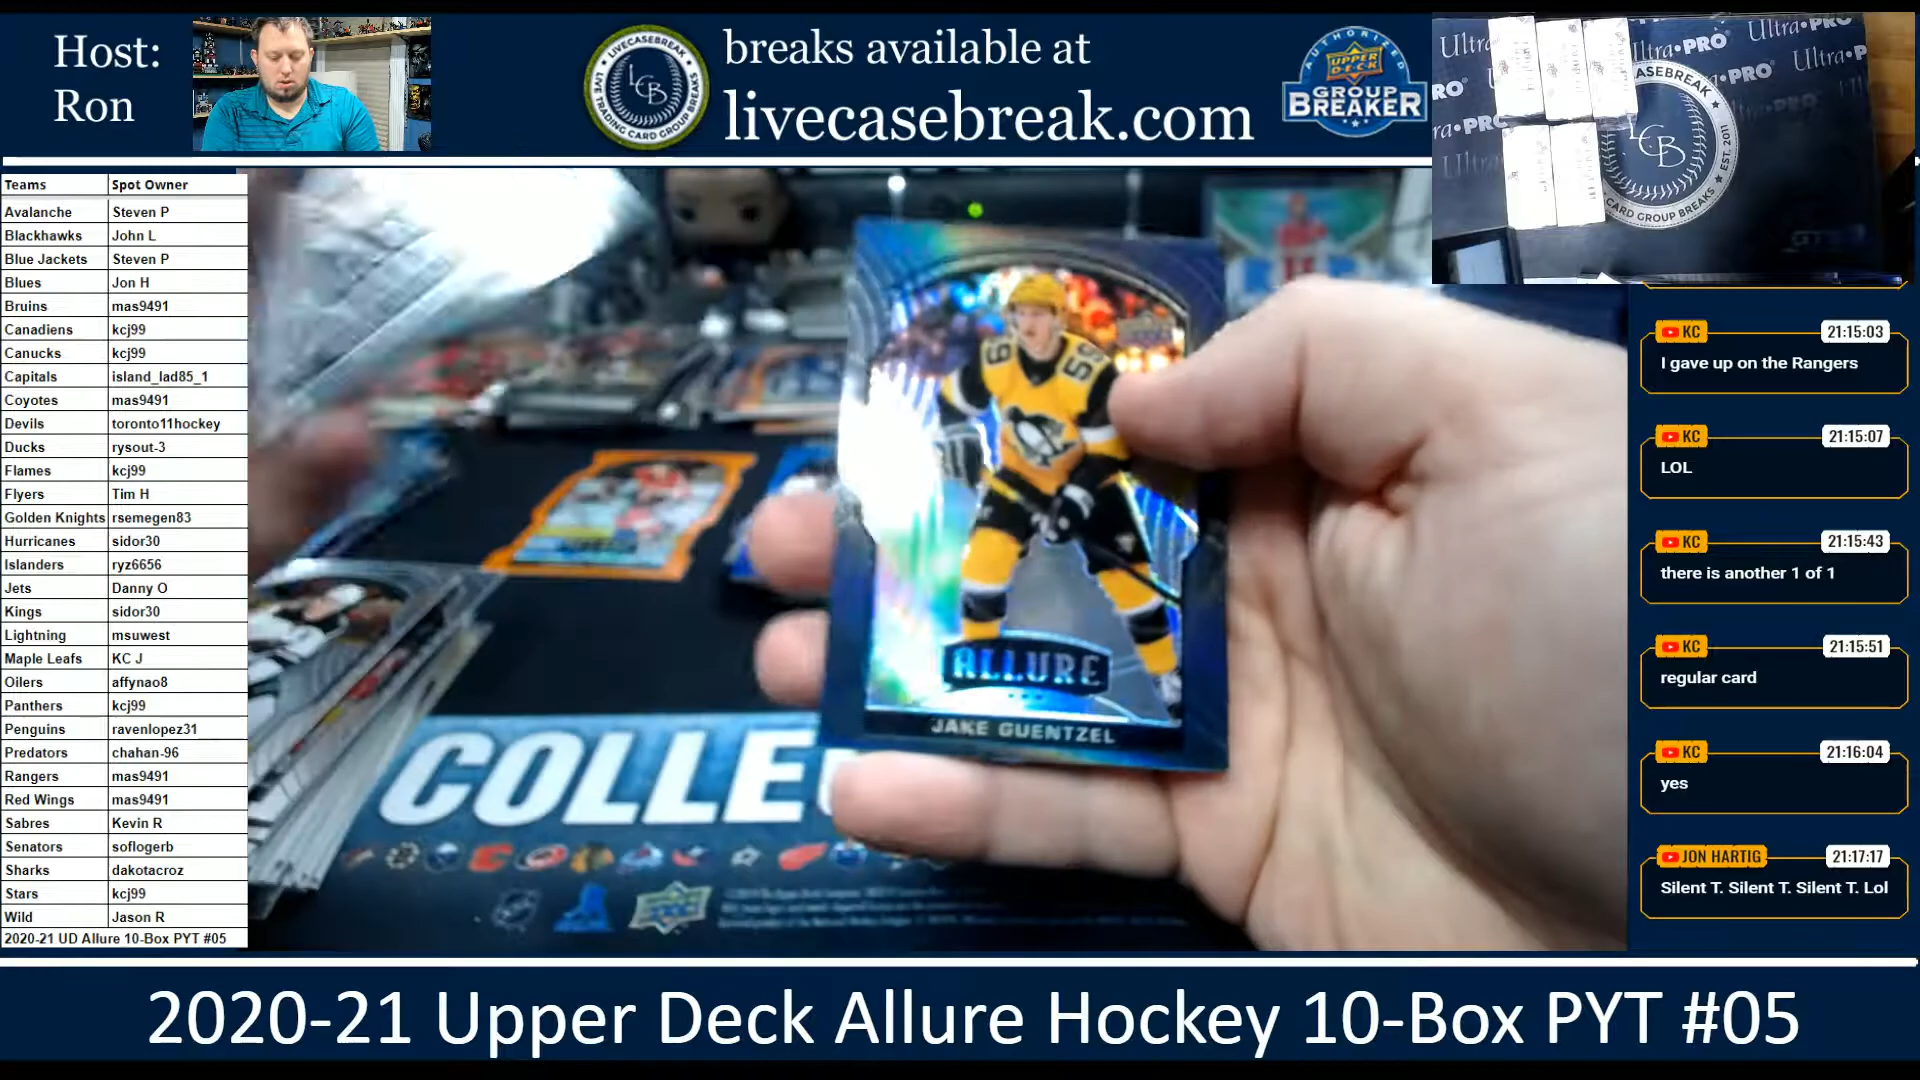 Host:
Ron
LIVECASEBREAK
LCB
LIVE TRADING CARD GROUP BREAKS
breaks available at
livecasebreak.com
AUTHORIZED
UPPER DECK
GROUP
BREAKER
Ultra•PRO
Ultra•PRO
Ultra•PRO
CASEBREAK
LCB
EST. 2011
CARD GROUP BREAKS
Teams Spot Owner
Avalanche Steven P
Blackhawks John L
Blue Jackets Steven P
Blues Jon H
Bruins mas9491
Canadiens kcj99
Canucks kcj99
Capitals island_lad85_1
Coyotes mas9491
Devils toronto11hockey
Ducks rysout-3
Flames kcj99
Flyers Tim H
Golden Knights rsemegen83
Hurricanes sidor30
Islanders ryz6656
Jets Danny O
Kings sidor30
Lightning msuwest
Maple Leafs KC J
Oilers affynao8
Panthers kcj99
Penguins ravenlopez31
Predators chahan-96
Rangers mas9491
Red Wings mas9491
Sabres Kevin R
Senators soflogerb
Sharks dakotacroz
Stars kcj99
Wild Jason R
2020-21 UD Allure 10-Box PYT #05
59
59
ALLURE
JAKE GUENTZEL
COLLE
KC 21:15:03
I gave up on the Rangers
KC 21:15:07
LOL
KC 21:15:43
there is another 1 of 1
KC 21:15:51
regular card
KC 21:16:04
yes
JON HARTIG 21:17:17
Silent T. Silent T. Silent T. Lol
2020-21 Upper Deck Allure Hockey 10-Box PYT #05